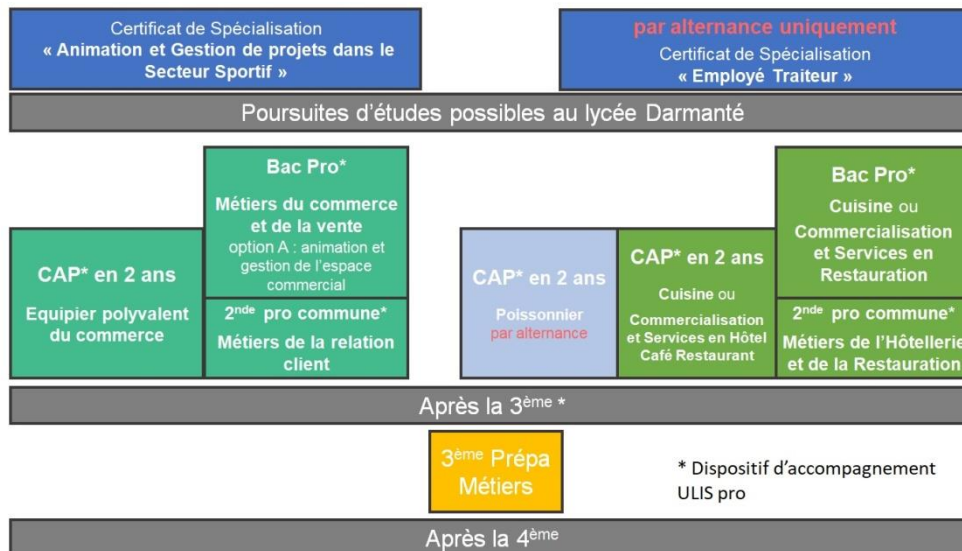 Certificat de Spécialisation
« Animation et Gestion de projets dans le
Secteur Sportif »
par alternance uniquement
Certificat de Spécialisation
« Employé Traiteur »
Poursuites d'études possibles au lycée Darmanté
CAP* en 2 ans
Equipier polyvalent
du commerce
Bac Pro*
Métiers du commerce
et de la vente
option A : animation et
gestion de l'espace
commercial
2nde pro commune*
Métiers de la relation
client
CAP* en 2 ans
Poissonnier
par alternance
CAP* en 2 ans
Cuisine ou
Commercialisation
et Services en Hôtel
Café Restaurant
Bac Pro*
Cuisine ou
Commercialisation
et Services en
Restauration
2nde pro commune*
Métiers de l'Hôtellerie
et de la Restauration
Après la 3ème *
3ème Prépa
Métiers
* Dispositif d'accompagnement
ULIS pro
Après la 4ème